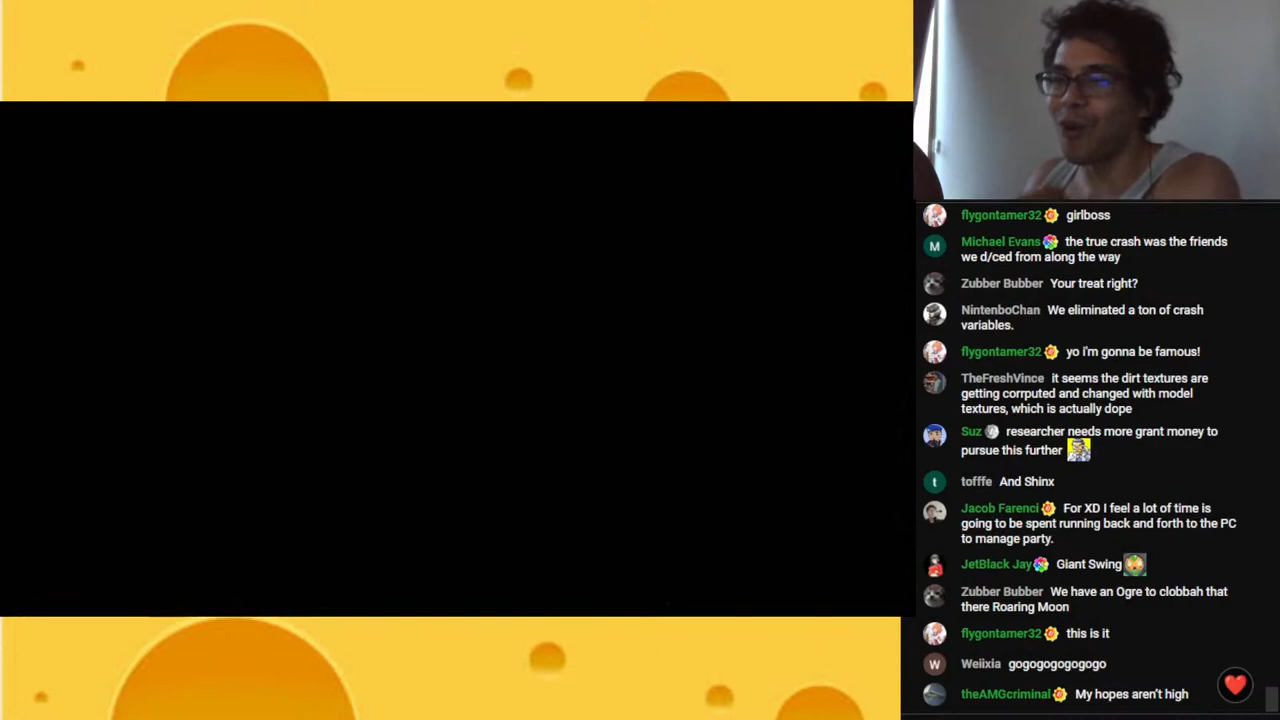 flygontamer32 girlboss
Michael Evans the true crash was the friends
we d/ced from along the way
Zubber Bubber Your treat right?
NintenboChan We eliminated a ton of crash
variables.
flygontamer32 yo i'm gonna be famous!
TheFreshVince it seems the dirt textures are
getting corrputed and changed with model
textures, which is actually dope
Suz researcher needs more grant money to
pursue this further
tofffe And Shinx
Jacob Farenci For XD I feel a lot of time is
going to be spent running back and forth to the PC
to manage party.
JetBlack Jay Giant Swing
Zubber Bubber We have an Ogre to clobbah that
there Roaring Moon
flygontamer32 this is it
Weiixia gogogogogogogo
theAMGcriminal My hopes aren't high
M
t
W